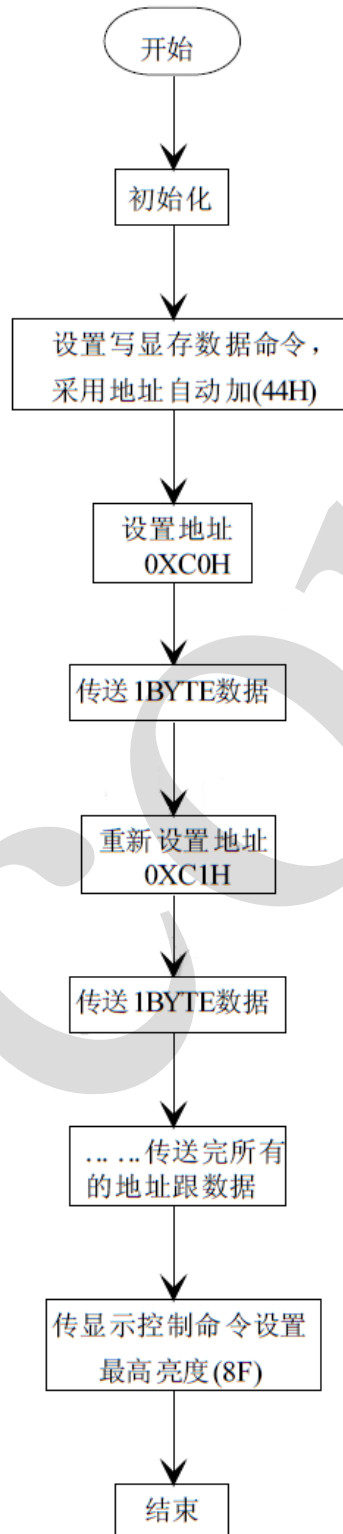 开始
初始化
设置写显存数据命令，
采用地址自动加(44H)
设置地址
0XC0H
传送1BYTE数据
重新设置地址
0XC1H
传送1BYTE数据
… …传送完所有
的地址跟数据
传显示控制命令设置
最高亮度(8F)
结束